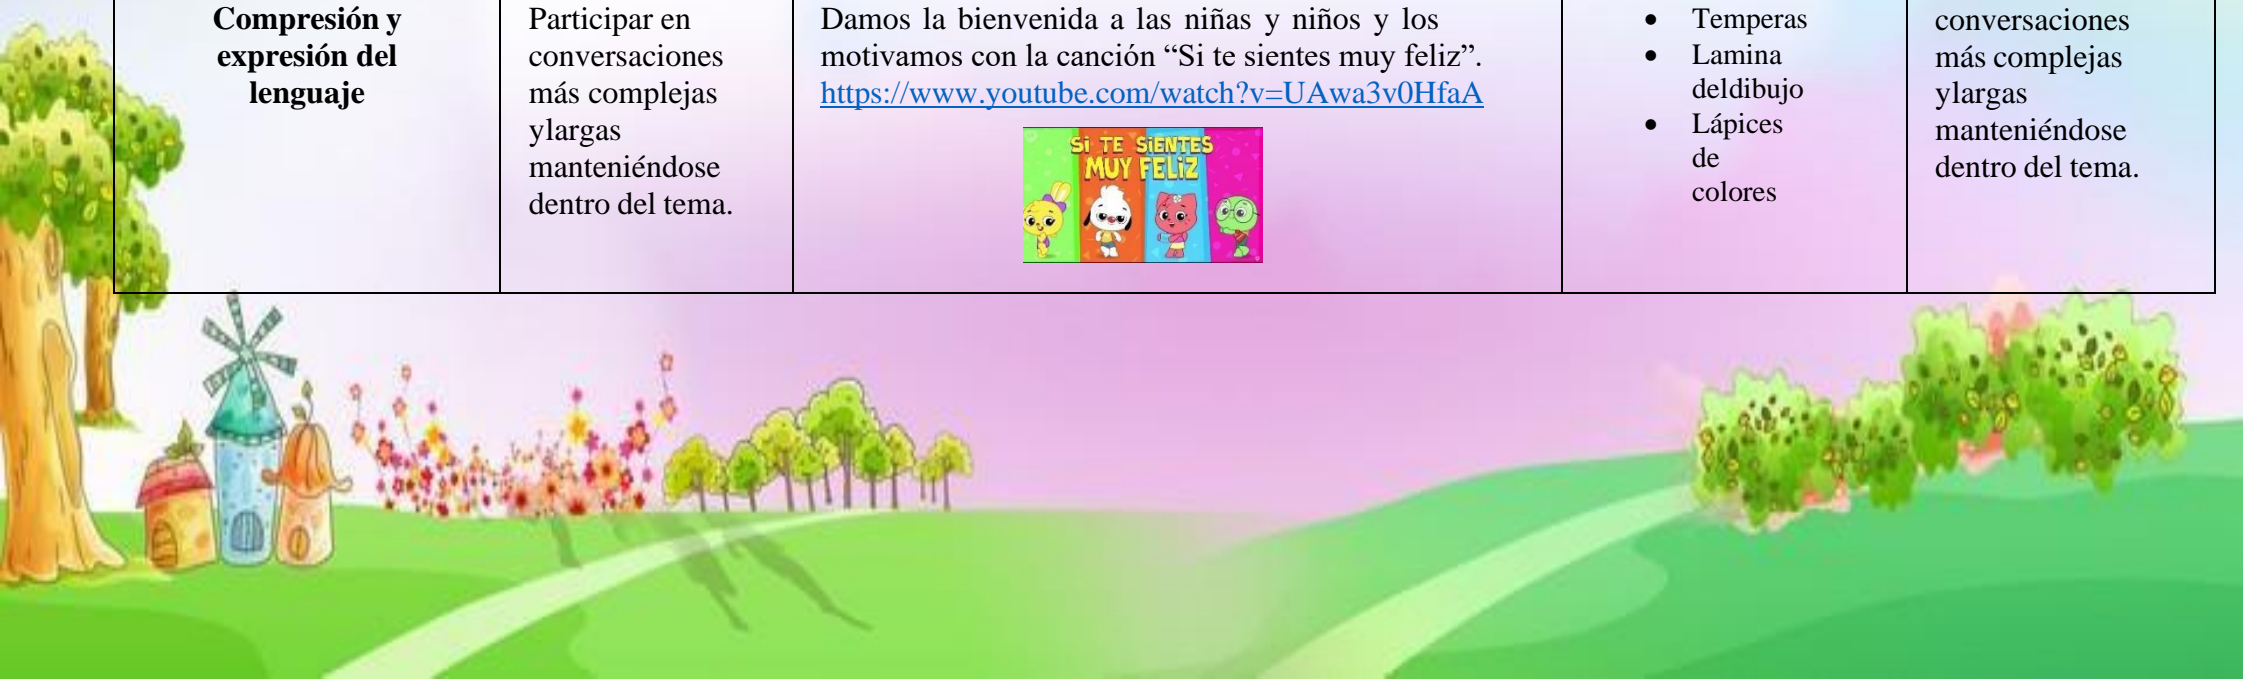 Compresión y
expresión del
lenguaje
Participar en
conversaciones
más complejas
ylargas
manteniéndose
dentro del tema.
Damos la bienvenida a las niñas y niños y los
motivamos con la canción “Si te sientes muy feliz”.
https://www.youtube.com/watch?v=UAwa3v0HfaA
SI TE SIENTES
MUY FELIZ
• Temperas
• Lamina
deldibujo
• Lápices
de
colores
conversaciones
más complejas
ylargas
manteniéndose
dentro del tema.